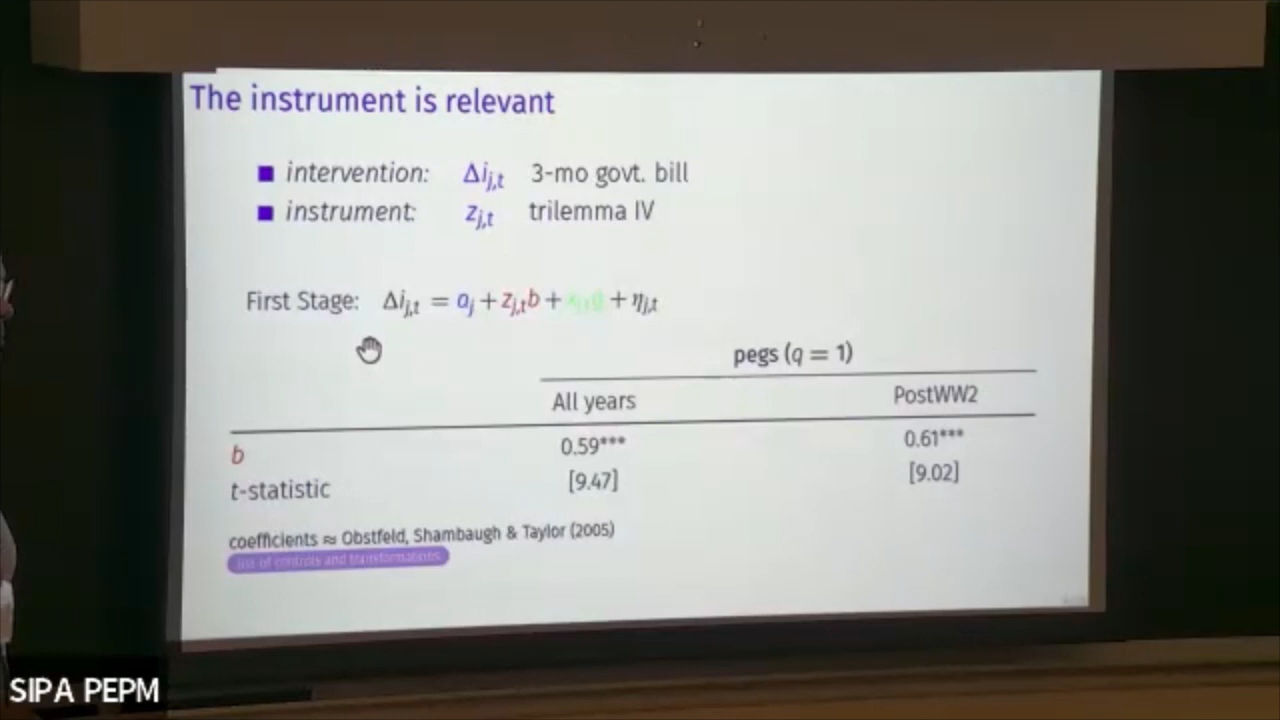 The instrument is relevant
■ intervention: Δi_{j,t} 3-mo govt. bill
■ instrument: z_{j,t} trilemma IV
First Stage: Δi_{j,t} = a_j + z_{j,t}b + + η_{j,t}
pegs (q = 1)
All years PostWW2
b 0.59*** 0.61***
t-statistic [9.47] [9.02]
coefficients ≈ Obstfeld, Shambaugh & Taylor (2005)
list of controls and transformations
SIPA PEPM